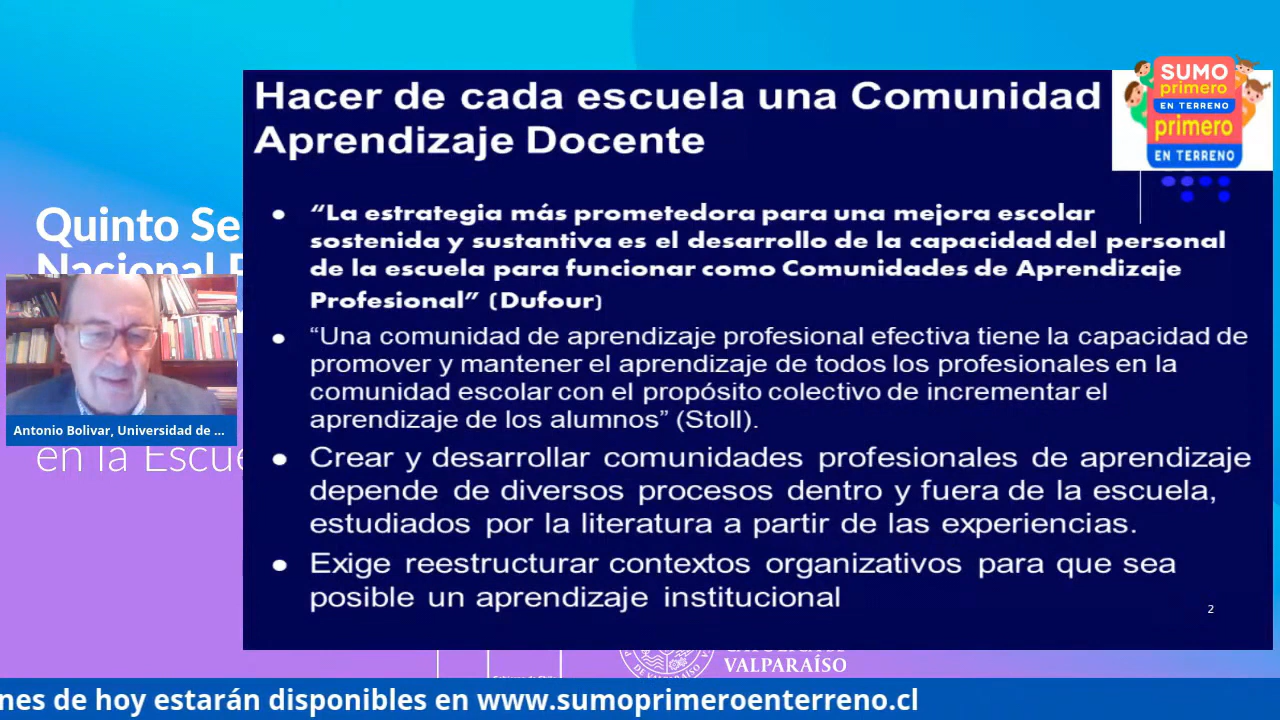 Hacer de cada escuela una Comunidad
Aprendizaje Docente
SUMO
primero
EN TERRENO
primero
EN TERRENO
● “La estrategia más prometedora para una mejora escolar
sostenida y sustantiva es el desarrollo de la capacidad del personal
de la escuela para funcionar como Comunidades de Aprendizaje
Profesional” (Dufour)
● “Una comunidad de aprendizaje profesional efectiva tiene la capacidad de
promover y mantener el aprendizaje de todos los profesionales en la
comunidad escolar con el propósito colectivo de incrementar el
aprendizaje de los alumnos” (Stoll).
● Crear y desarrollar comunidades profesionales de aprendizaje
depende de diversos procesos dentro y fuera de la escuela,
estudiados por la literatura a partir de las experiencias.
● Exige reestructurar contextos organizativos para que sea
posible un aprendizaje institucional
2
Quinto Se
Nacional
Antonio Bolivar, Universidad de ...
en la Escue
VALPARAÍSO
nes de hoy estarán disponibles en www.sumoprimeroenterreno.cl